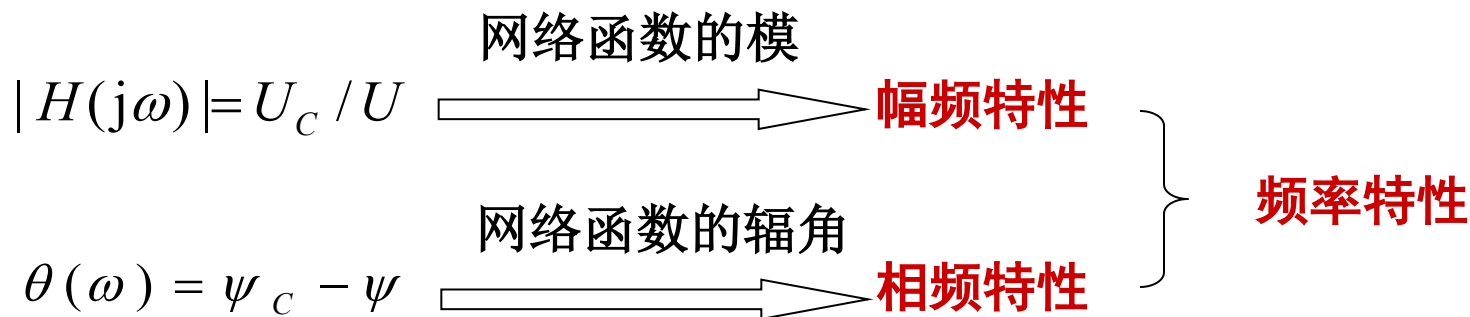 网络函数的模
|H(jω)|=U_C/U
幅频特性
频率特性
网络函数的辐角
θ(ω)=ψ_C−ψ
相频特性